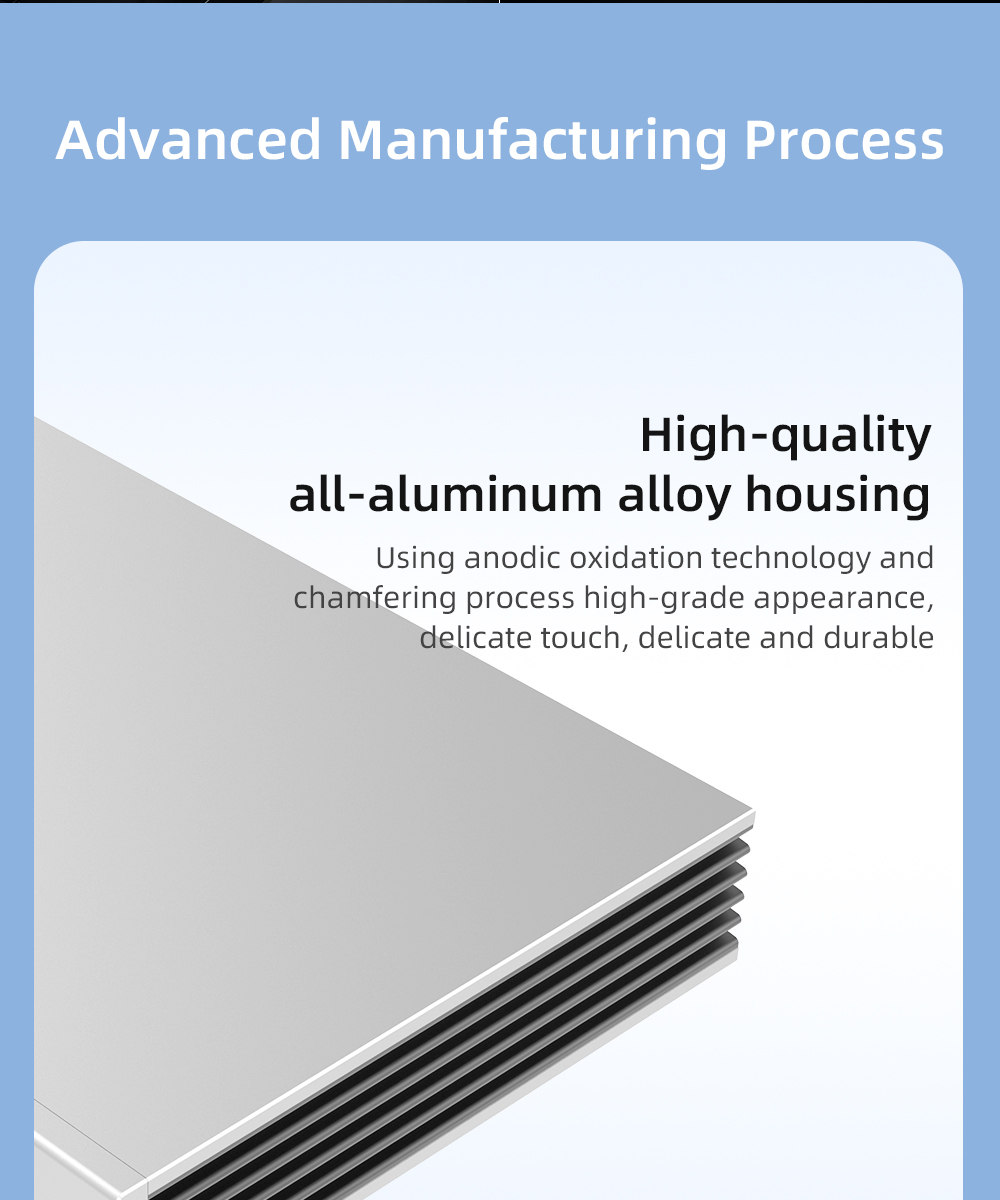 Advanced Manufacturing Process
High-quality
all-aluminum alloy housing
Using anodic oxidation technology and
chamfering process high-grade appearance,
delicate touch, delicate and durable